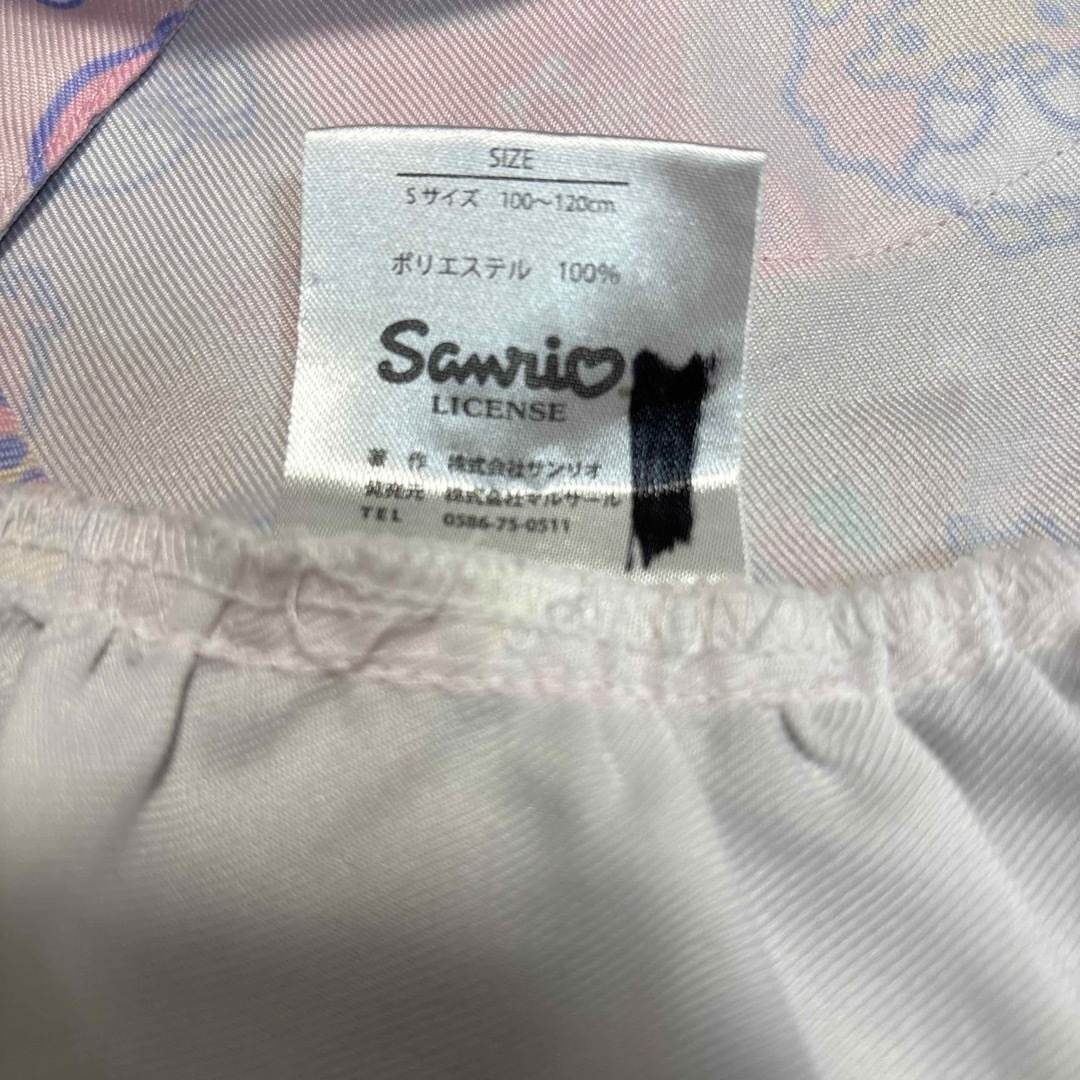 SIZE
Sサイズ 100～120cm
ポリエステル 100%
Sanrio
LICENSE
著 作 株式会社サンリオ
発売元 株式会社マルサール
TEL 0586-75-0511